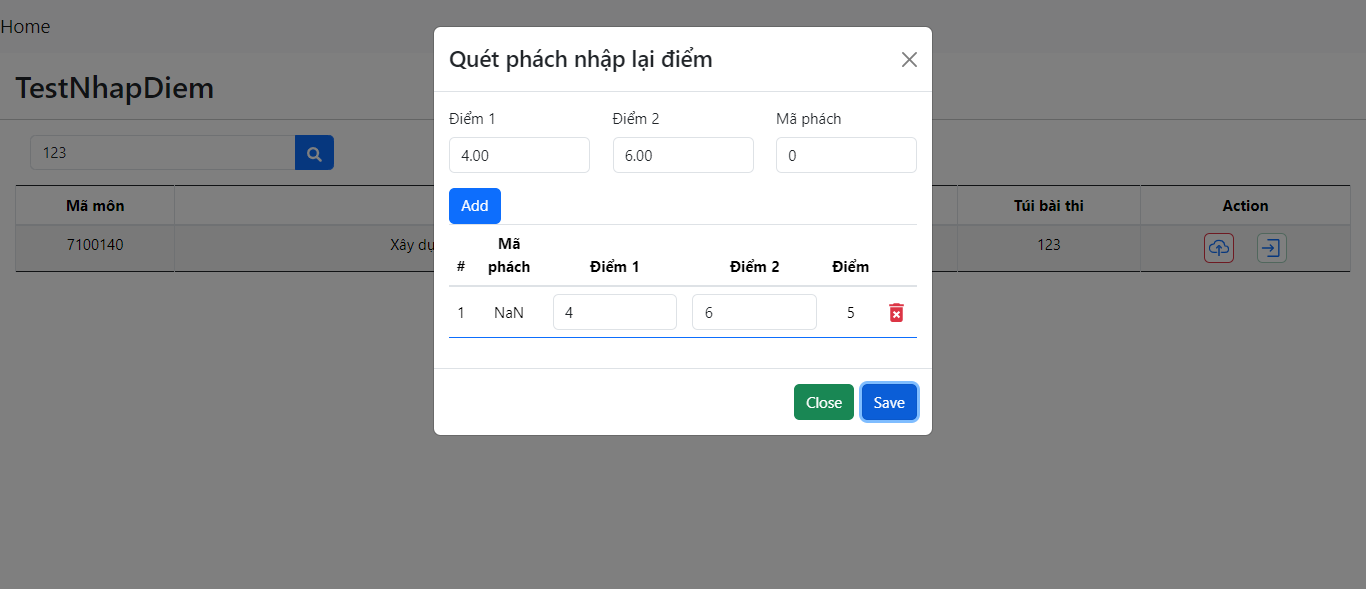 Home
Quét phách nhập lại điểm
TestNhapDiem
Điểm 1 Điểm 2 Mã phách
123
4.00 6.00 0
Add
Mã môn Túi bài thi Action
7100140 Xây dự 123
# Mã phách Điểm 1 Điểm 2 Điểm
1 NaN 4 6 5
Close Save